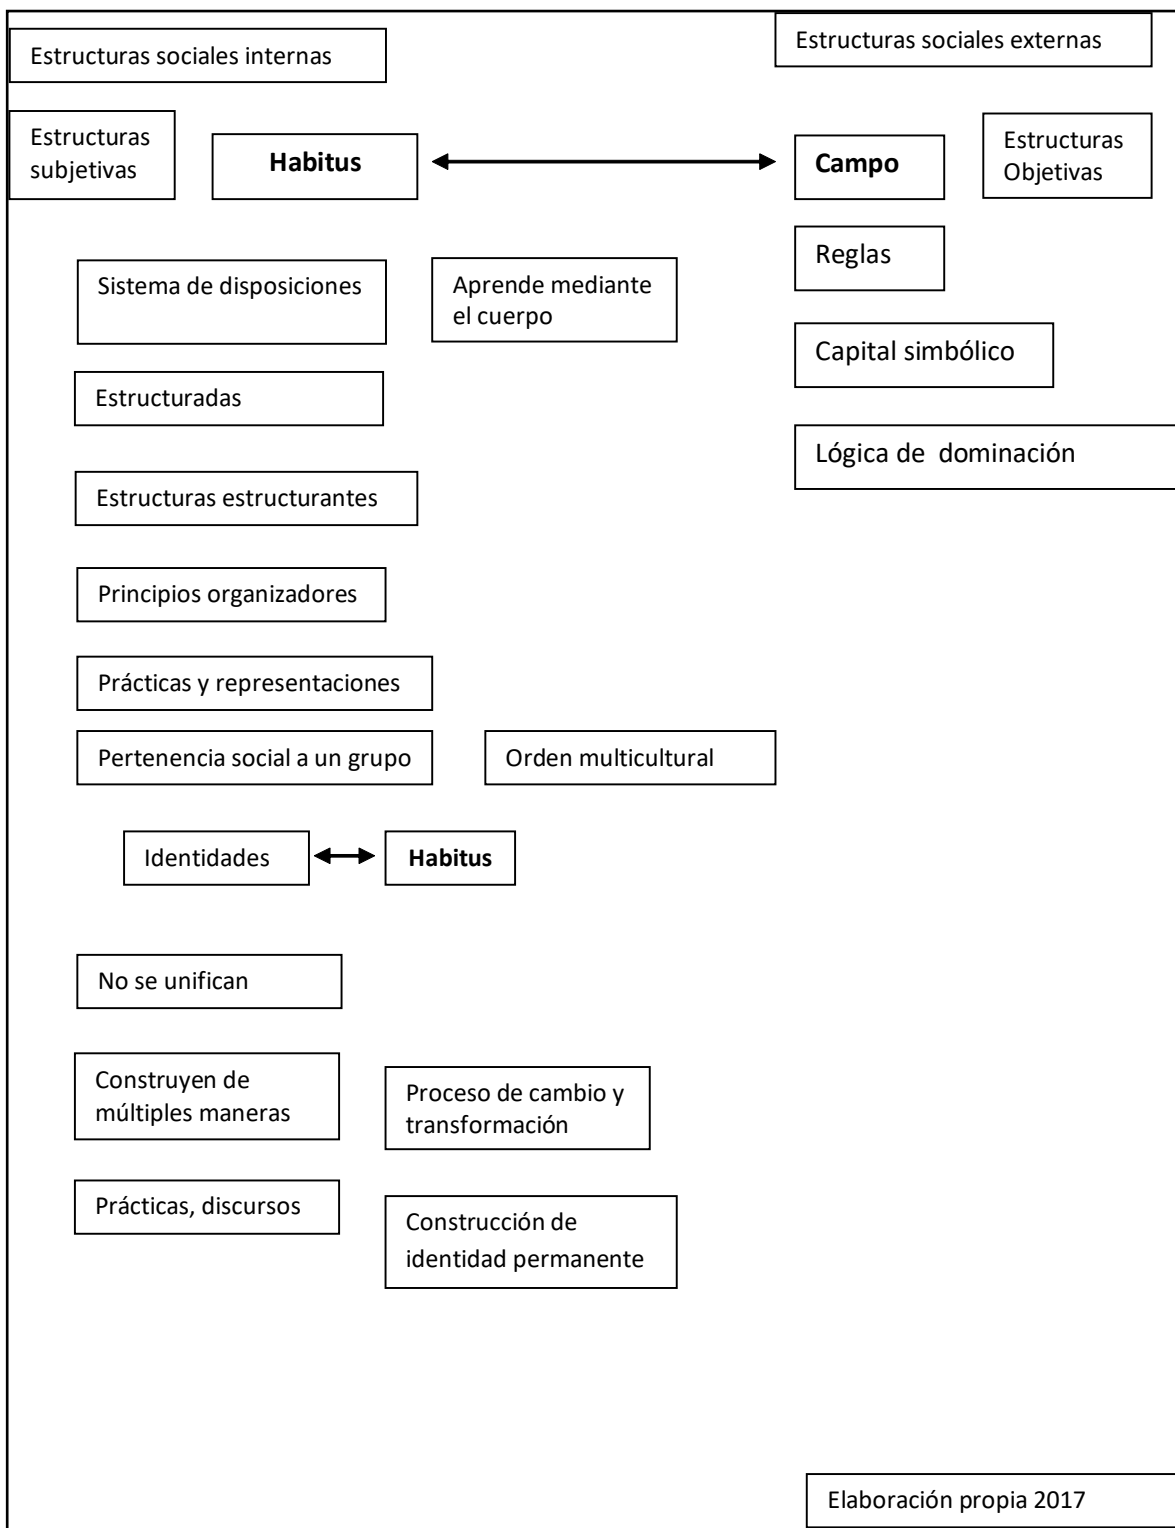 Estructuras sociales internas
Estructuras sociales externas
Estructuras
subjetivas
Habitus
Campo
Estructuras
Objetivas
Reglas
Sistema de disposiciones
Aprende mediante
el cuerpo
Capital simbólico
Estructuradas
Lógica de dominación
Estructuras estructurantes
Principios organizadores
Prácticas y representaciones
Pertenencia social a un grupo
Orden multicultural
Identidades
Habitus
No se unifican
Construyen de
múltiples maneras
Proceso de cambio y
transformación
Prácticas, discursos
Construcción de
identidad permanente
Elaboración propia 2017